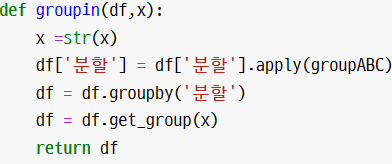 def groupin(df,x):
    x =str(x)
    df['분할'] = df['분할'].apply(groupABC)
    df = df.groupby('분할')
    df = df.get_group(x)
    return df